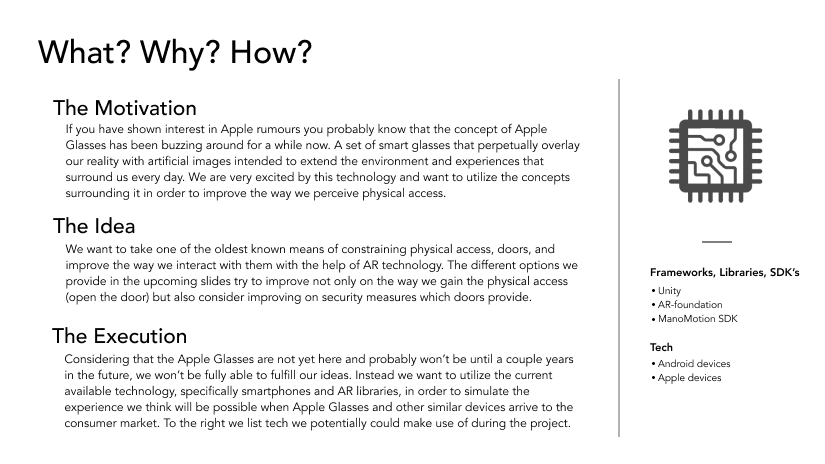 What? Why? How?
The Motivation
If you have shown interest in Apple rumours you probably know that the concept of Apple
Glasses has been buzzing around for a while now. A set of smart glasses that perpetually overlay
our reality with artificial images intended to extend the environment and experiences that
surround us every day. We are very excited by this technology and want to utilize the concepts
surrounding it in order to improve the way we perceive physical access.
The Idea
We want to take one of the oldest known means of constraining physical access, doors, and
improve the way we interact with them with the help of AR technology. The different options we
provide in the upcoming slides try to improve not only on the way we gain the physical access
(open the door) but also consider improving on security measures which doors provide.
The Execution
Considering that the Apple Glasses are not yet here and probably won't be until a couple years
in the future, we won't be fully able to fulfill our ideas. Instead we want to utilize the current
available technology, specifically smartphones and AR libraries, in order to simulate the
experience we think will be possible when Apple Glasses and other similar devices arrive to the
consumer market. To the right we list tech we potentially could make use of during the project.
Frameworks, Libraries, SDK's
• Unity
• AR-foundation
• ManoMotion SDK
Tech
• Android devices
• Apple devices